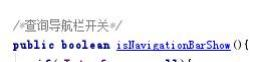 /*查询导航栏开关*/
public boolean isNavigationBarShow(){